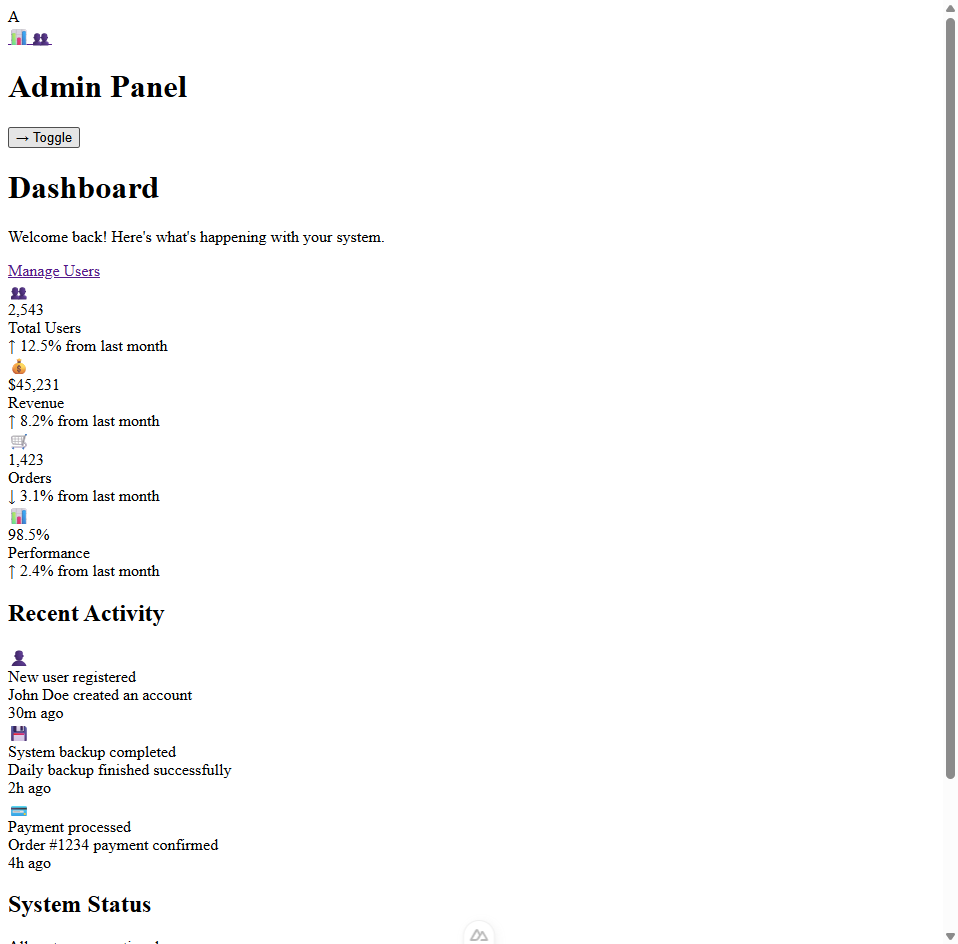 A
Admin Panel
→ Toggle
Dashboard
Welcome back! Here's what's happening with your system.
Manage Users
2,543
Total Users
↑ 12.5% from last month
$45,231
Revenue
↑ 8.2% from last month
1,423
Orders
↓ 3.1% from last month
98.5%
Performance
↑ 2.4% from last month
Recent Activity
New user registered
John Doe created an account
30m ago
System backup completed
Daily backup finished successfully
2h ago
Payment processed
Order #1234 payment confirmed
4h ago
System Status